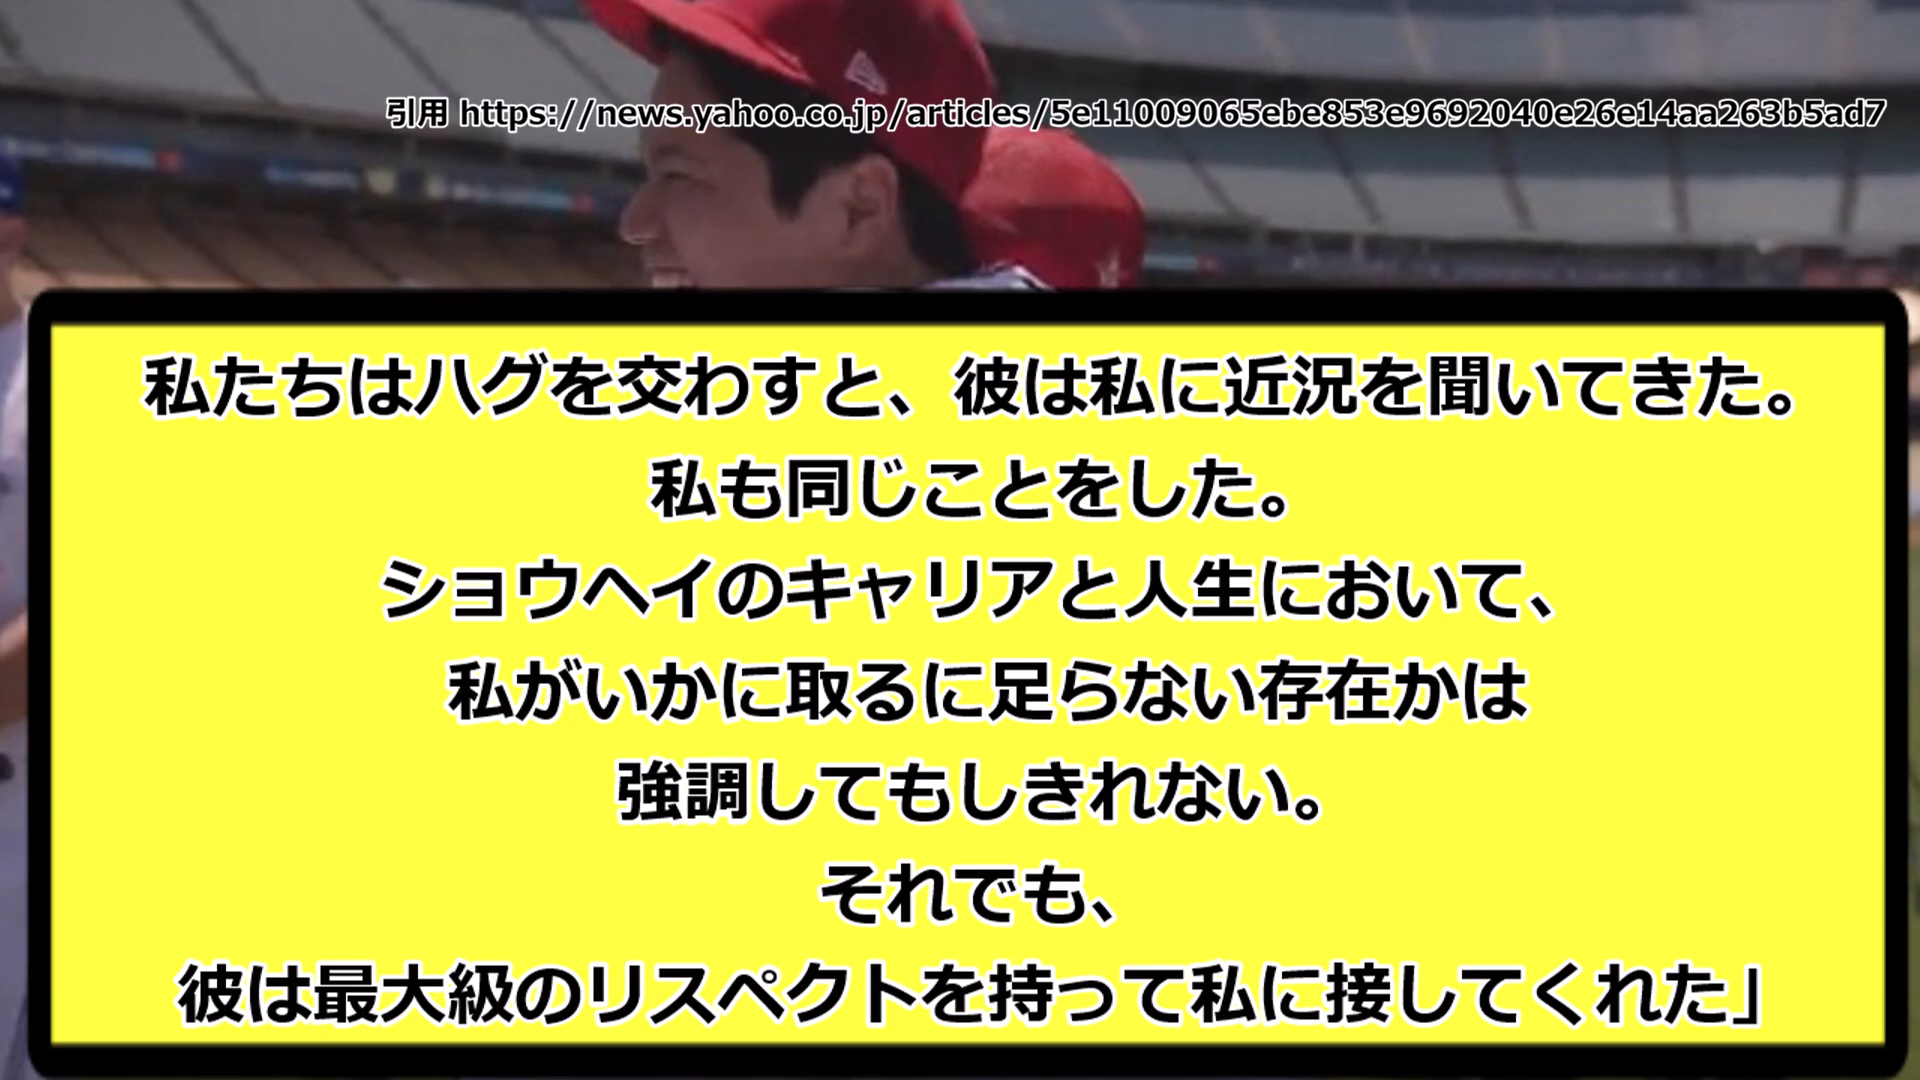 引用 https://news.yahoo.co.jp/articles/5e11009065ebe853e9692040e26e14aa263b5ad7
私たちはハグを交わすと、彼は私に近況を聞いてきた。
私も同じことをした。
ショウヘイのキャリアと人生において、
私がいかに取るに足らない存在かは
強調してもしきれない。
それでも、
彼は最大級のリスペクトを持って私に接してくれた」